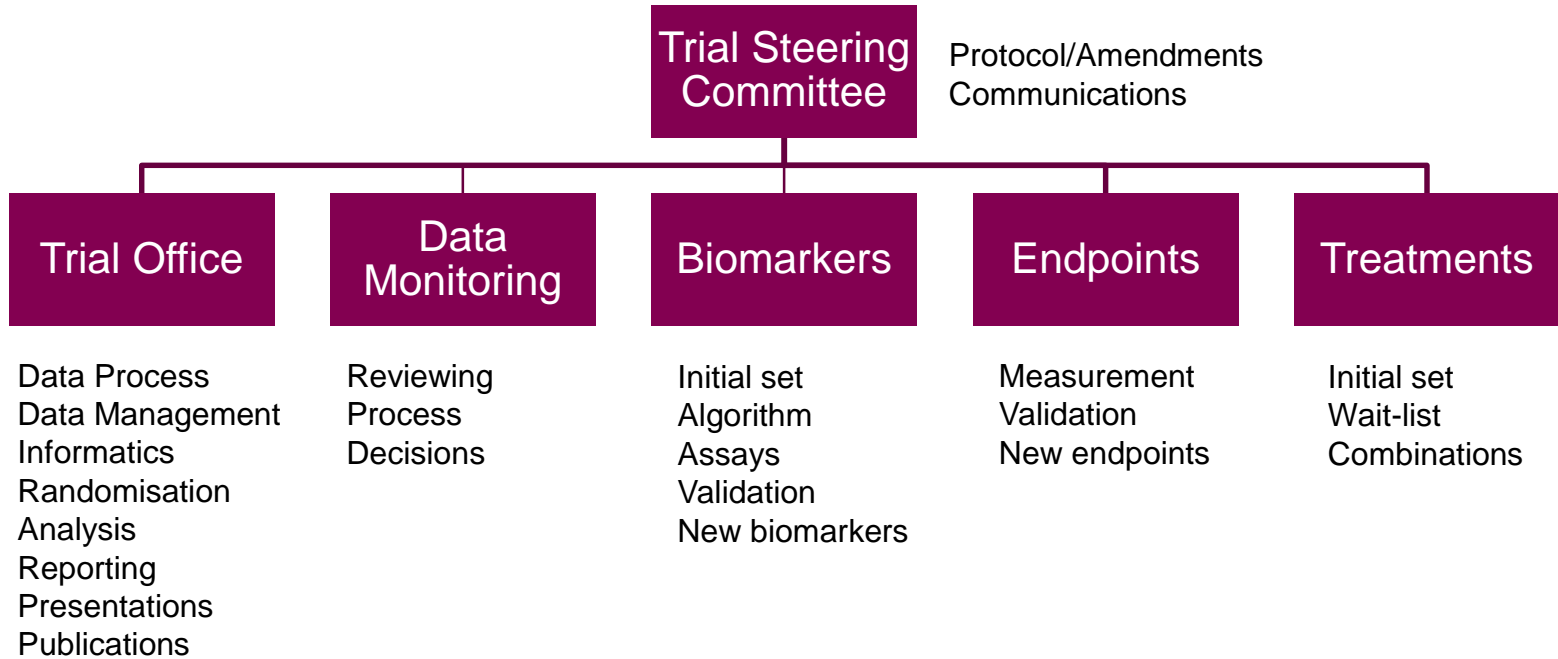 Trial Steering
Committee
Protocol/Amendments
Communications
Trial Office
Data
Monitoring
Biomarkers
Endpoints
Treatments
Data Process
Data Management
Informatics
Randomisation
Analysis
Reporting
Presentations
Publications
Reviewing
Process
Decisions
Initial set
Algorithm
Assays
Validation
New biomarkers
Measurement
Validation
New endpoints
Initial set
Wait-list
Combinations